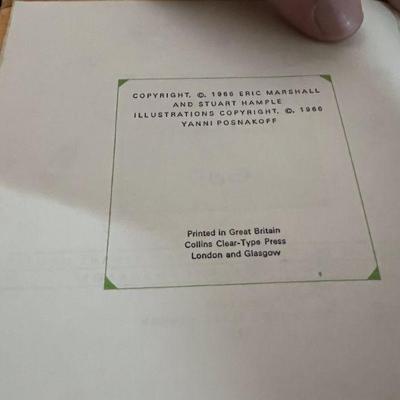 COPYRIGHT, ©, 1966 ERIC MARSHALL
AND STUART HAMPLE
ILLUSTRATIONS COPYRIGHT, ©, 1966
YANNI POSNAKOFF
Printed in Great Britain
Collins Clear-Type Press
London and Glasgow